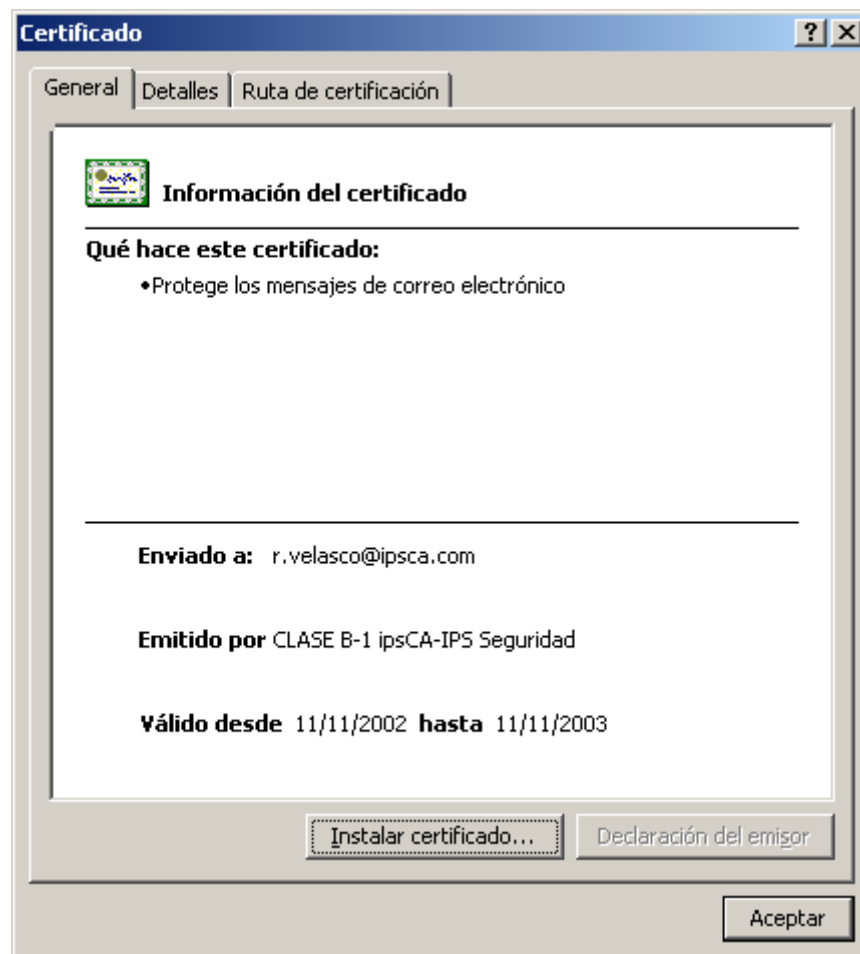 Certificado
General Detalles Ruta de certificación
Información del certificado
Qué hace este certificado:
•Protege los mensajes de correo electrónico
Enviado a: r.velasco@ipsca.com
Emitido por CLASE B-1 ipsCA-IPS Seguridad
Válido desde 11/11/2002 hasta 11/11/2003
Instalar certificado... Declaración del emisor
Aceptar